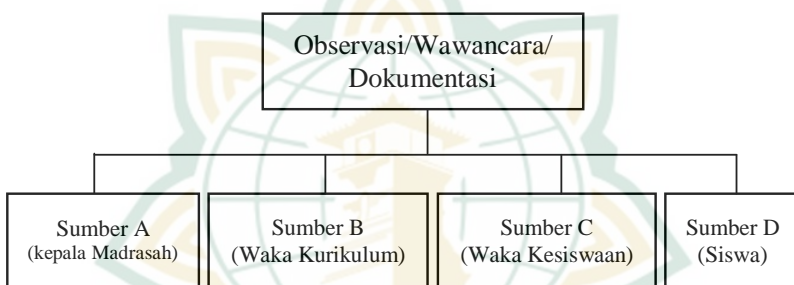 Observasi/Wawancara/
Dokumentasi
Sumber A
(kepala Madrasah)
Sumber B
(Waka Kurikulum)
Sumber C
(Waka Kesiswaan)
Sumber D
(Siswa)